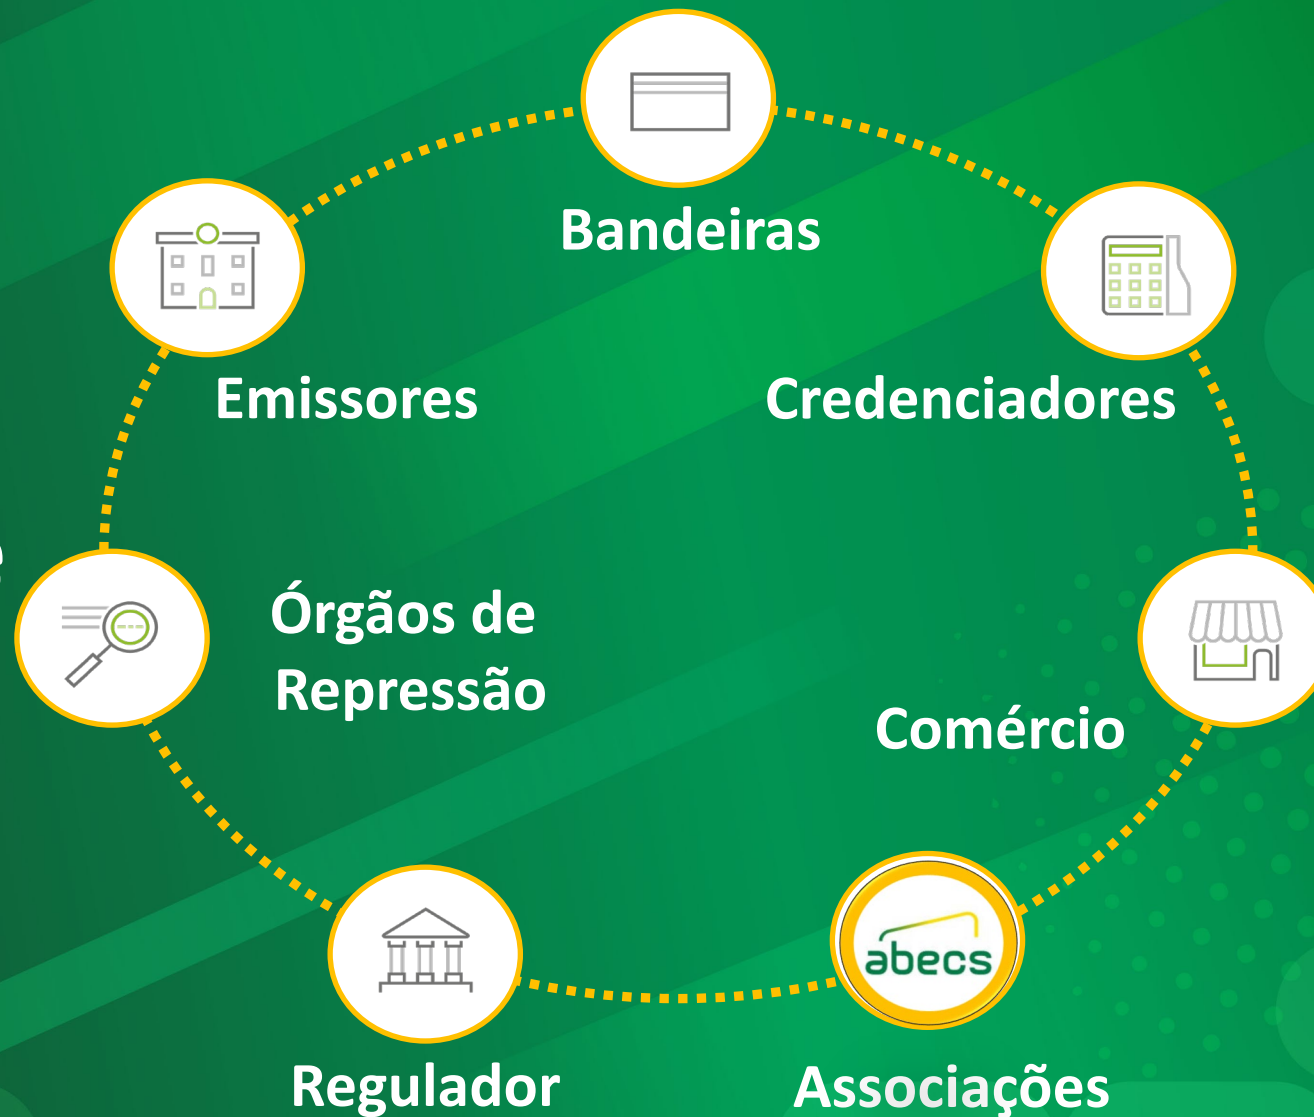 Bandeiras
Emissores
Credenciadores
Órgãos de
Repressão
Comércio
abecs
Regulador
Associações